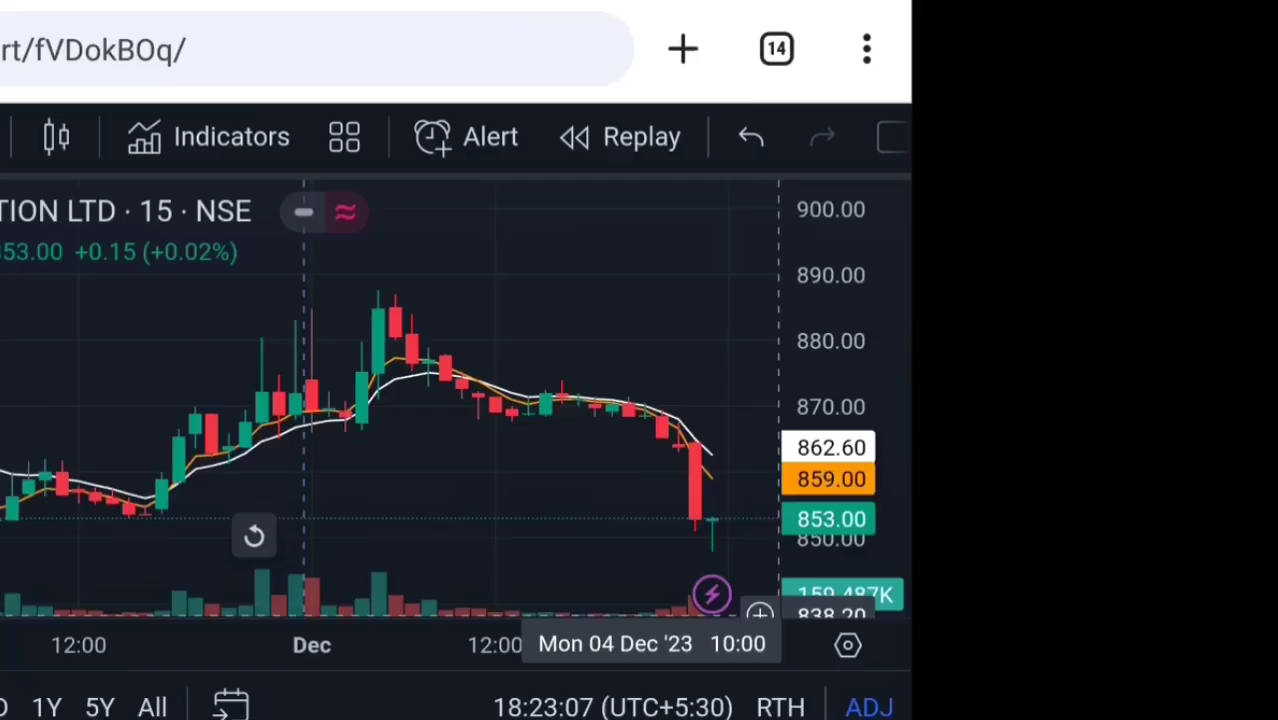 rt/fVDokBOq/
14
Indicators
Alert
Replay
TION LTD · 15 · NSE
53.00 +0.15 (+0.02%)
900.00
890.00
880.00
870.00
862.60
859.00
853.00
850.00
159.487K
838.20
12:00 Dec 12:00 Mon 04 Dec '23 10:00
1Y 5Y All 18:23:07 (UTC+5:30) RTH ADJ